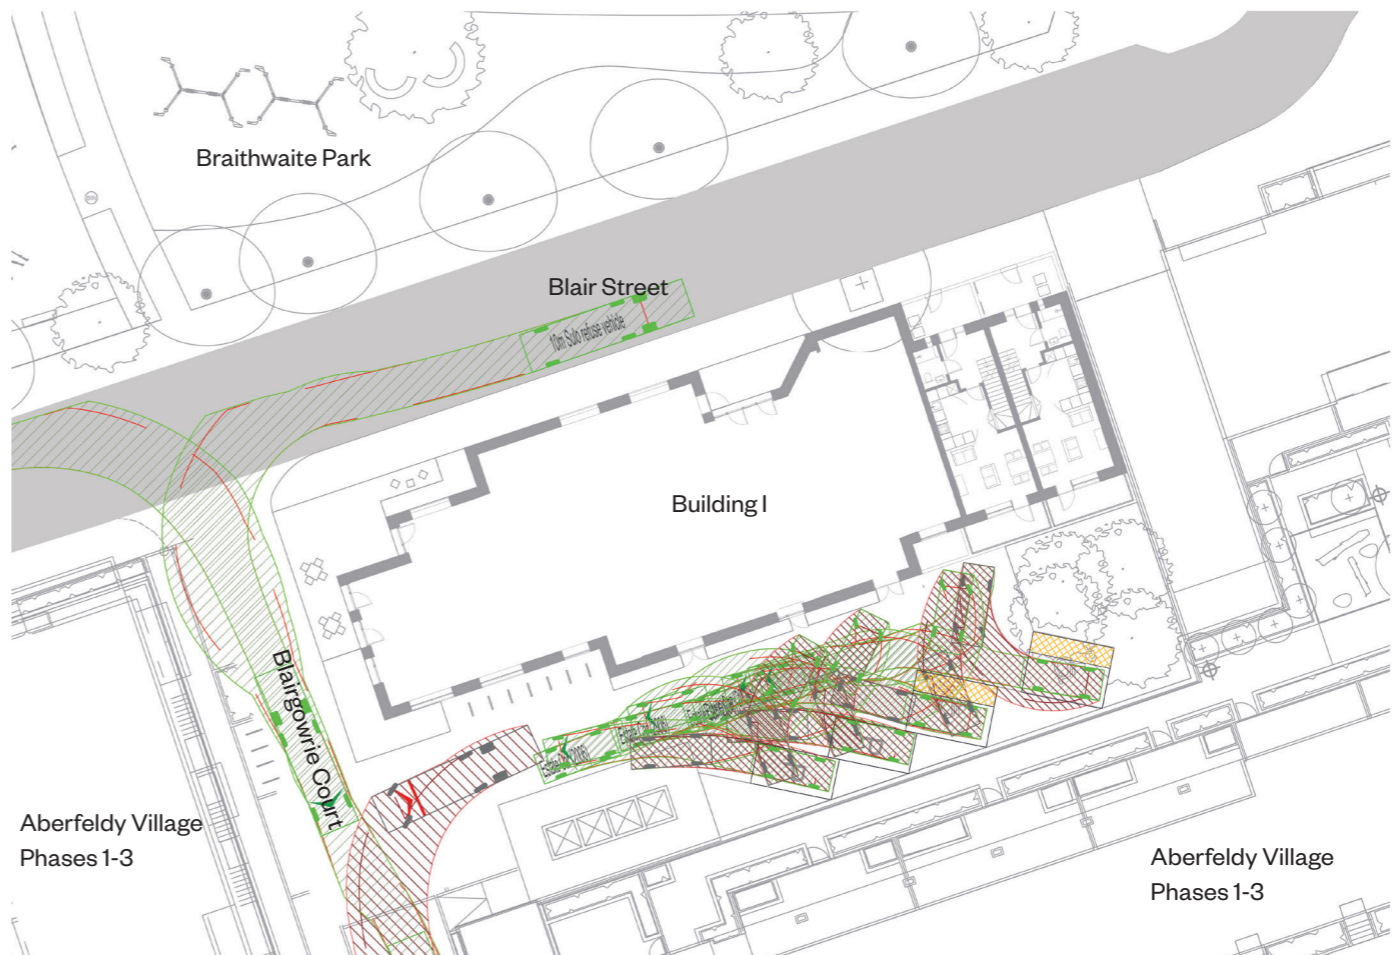 Braithwaite Park
Blair Street
10m Sulo refuse vehicle
Building I
Blairgowrie Court
Aberfeldy Village
Phases 1-3
Aberfeldy Village
Phases 1-3